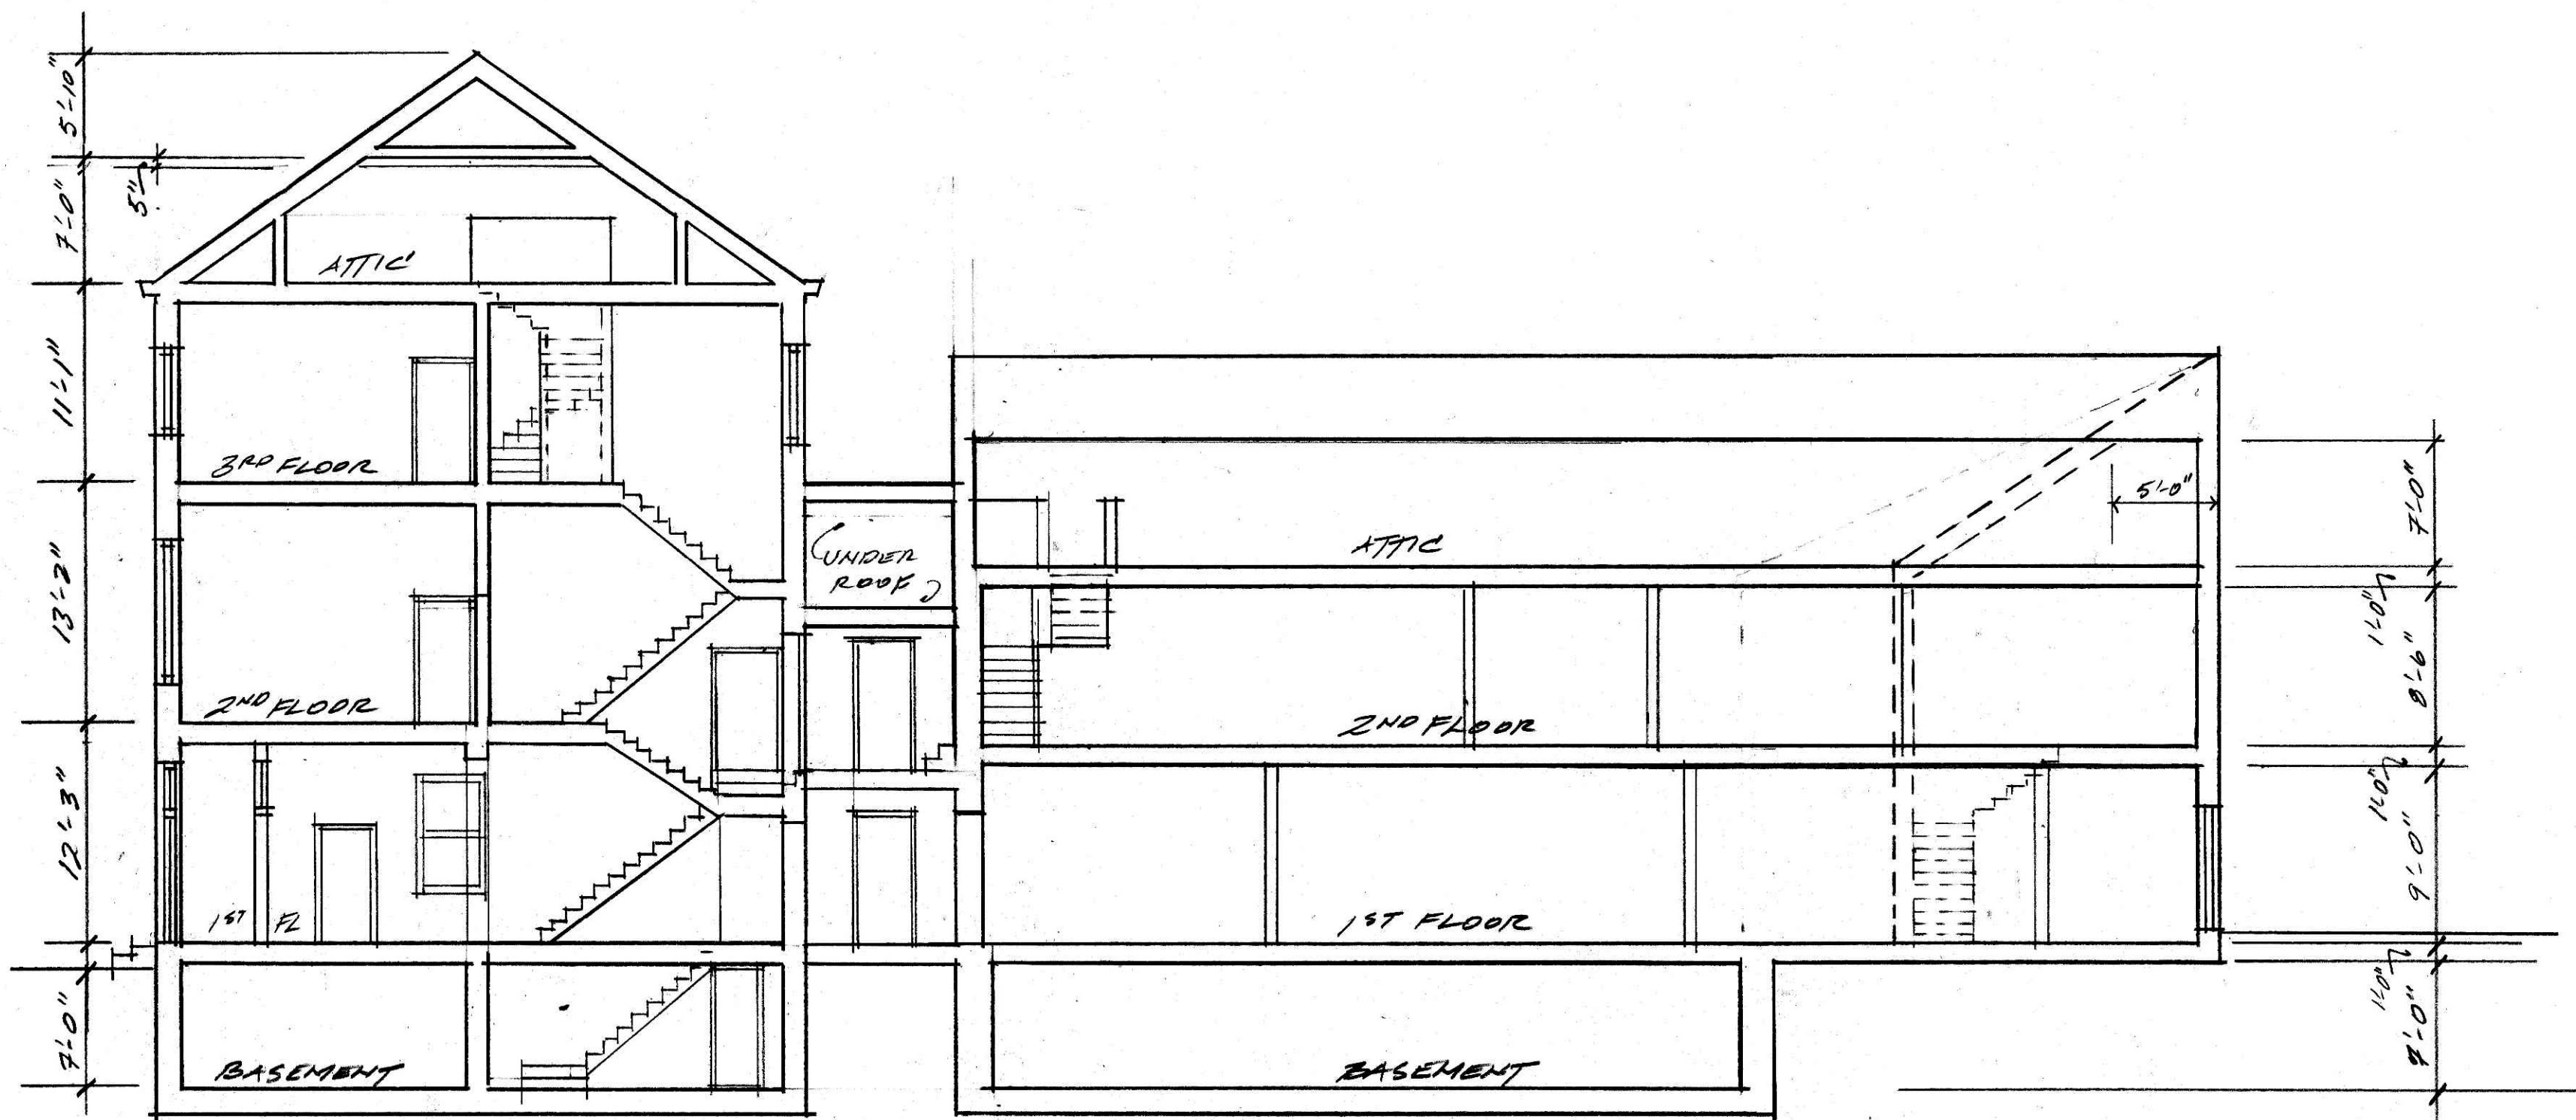 5'-10"
5"
7'-0"
ATTIC
11'-1"
3RD FLOOR
13'-2"
2ND FLOOR
12'-3"
1ST FL
7'-0"
BASEMENT
UNDER
ROOF
ATTIC
5'-0"
7'-0"
1'-0"
8'-6"
2ND FLOOR
1'-0"
9'-0"
1ST FLOOR
1'-0"
7'-0"
BASEMENT